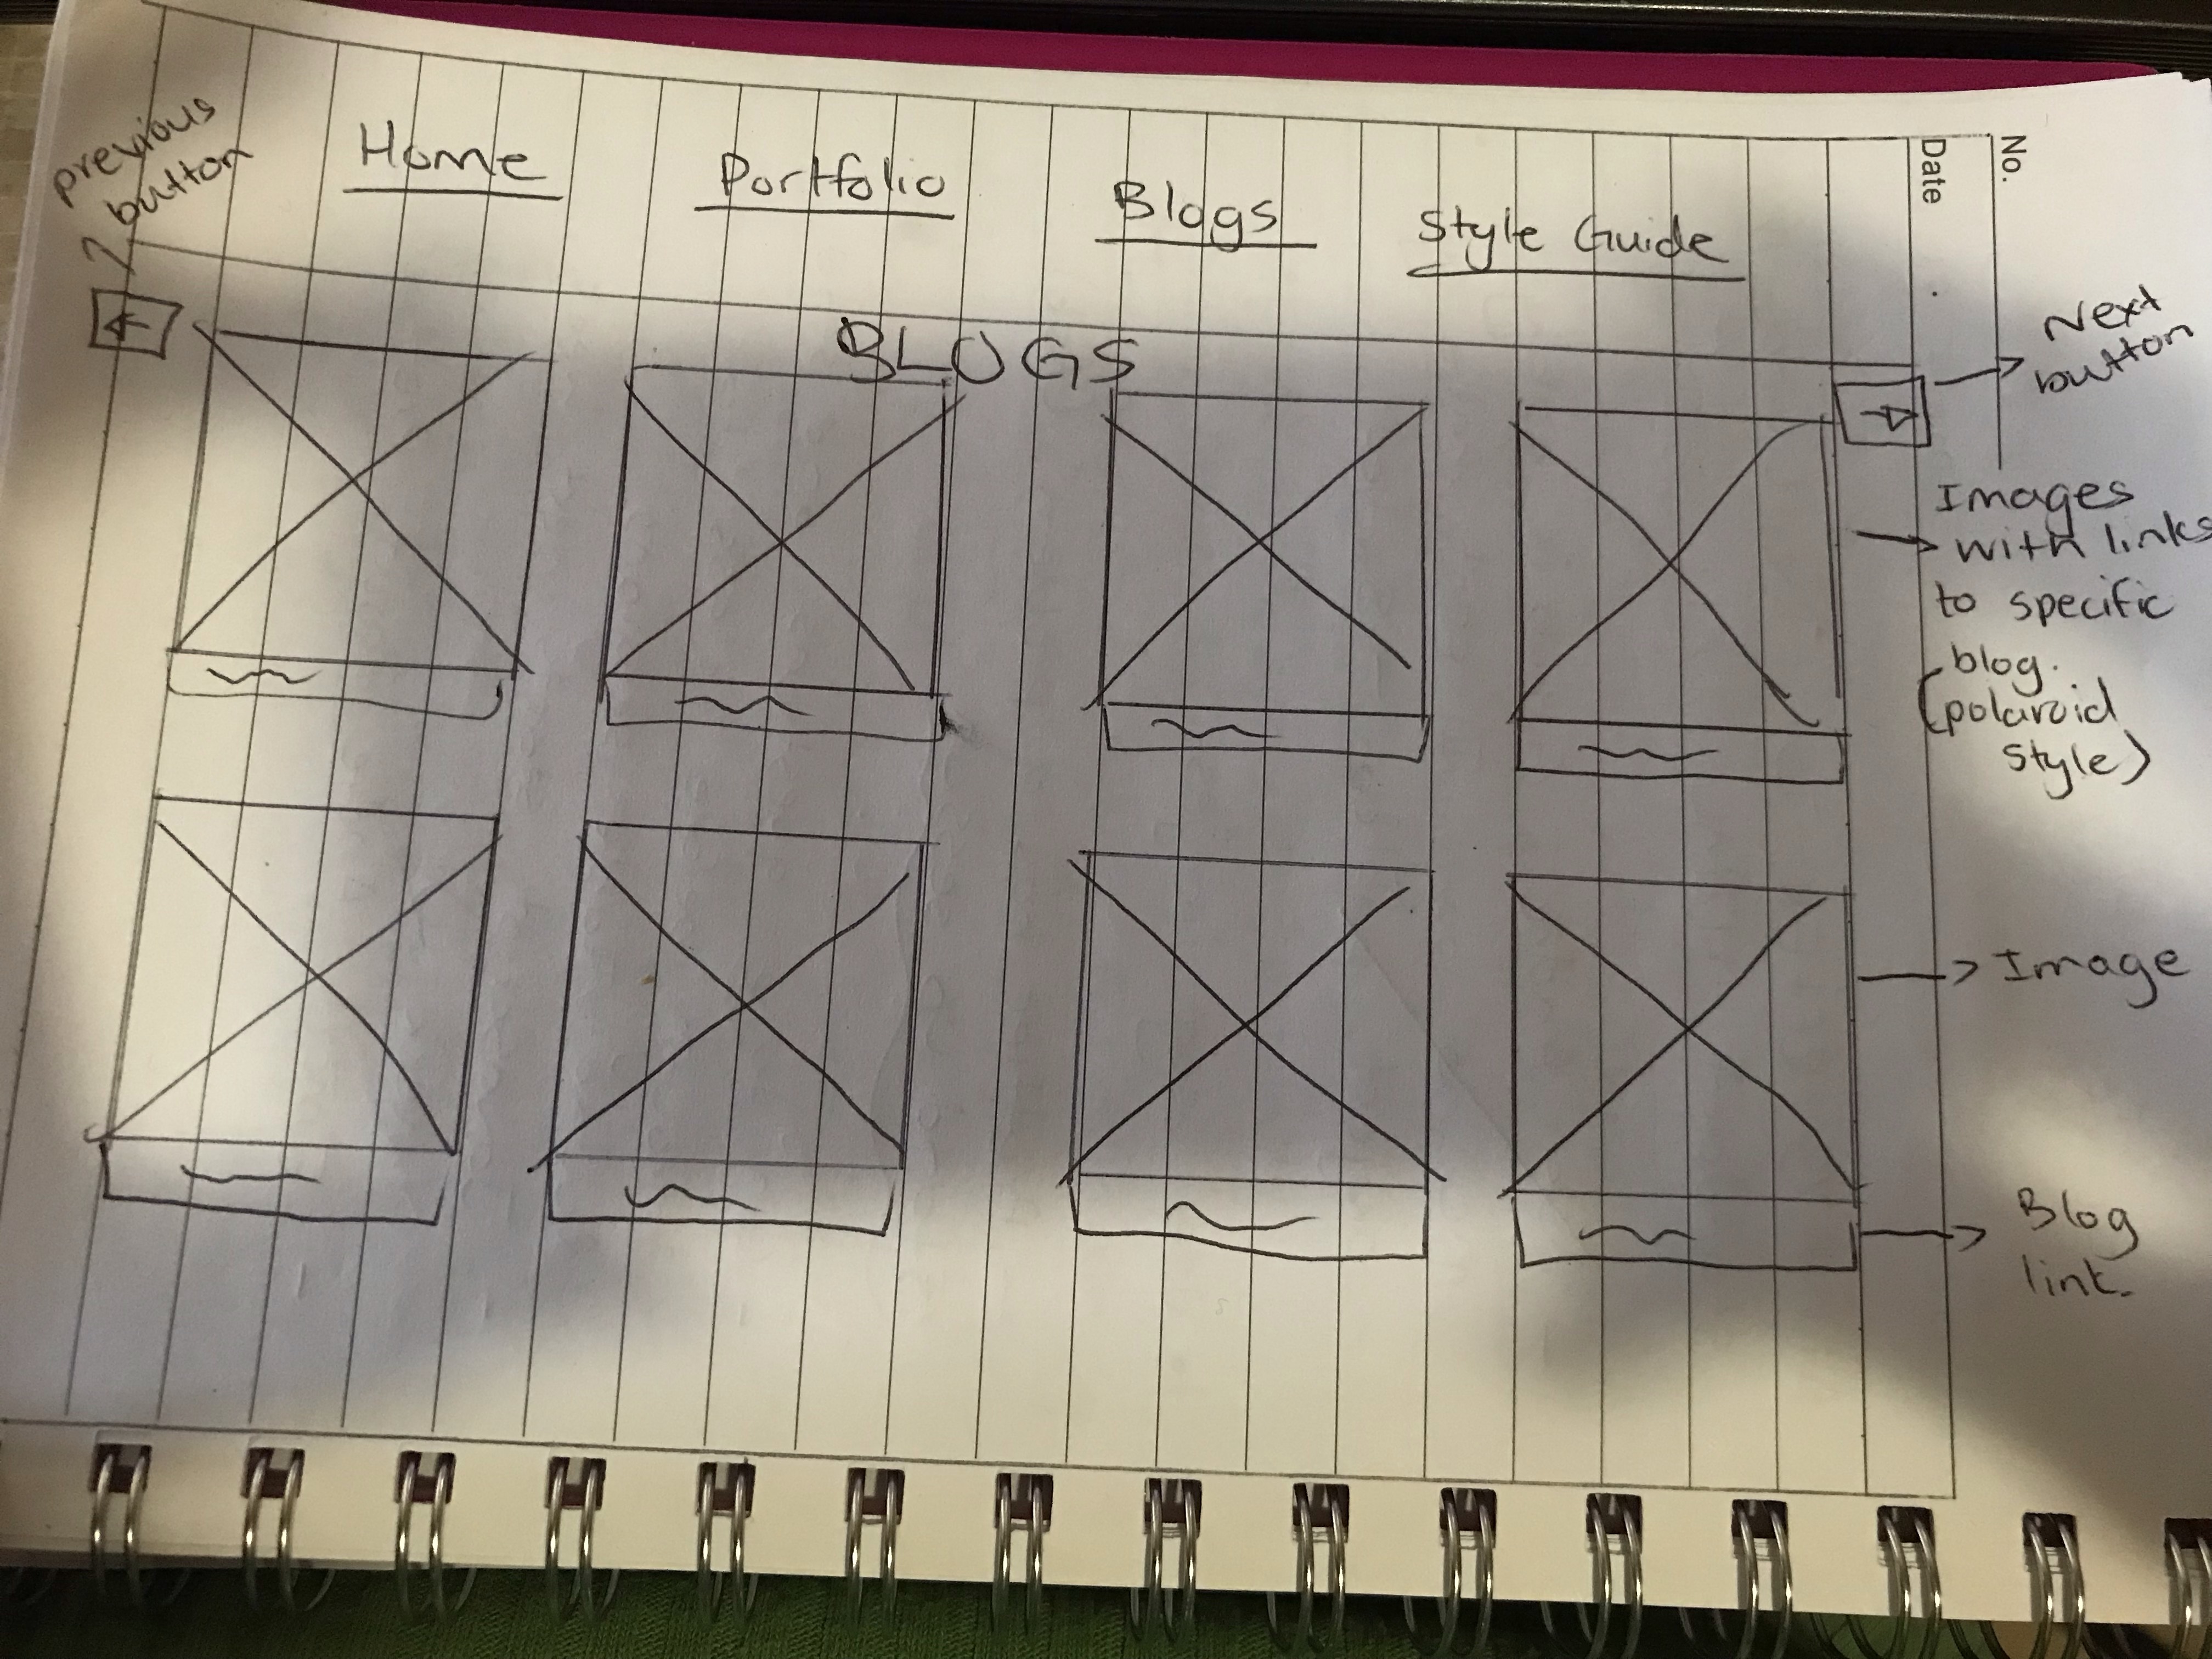 previous
button
Home Portfolio Blogs Style Guide
BLOGS
Next
button
Images
with links
to specific
blog.
(polaroid
style)
Image
Blog
link.
Date
No.